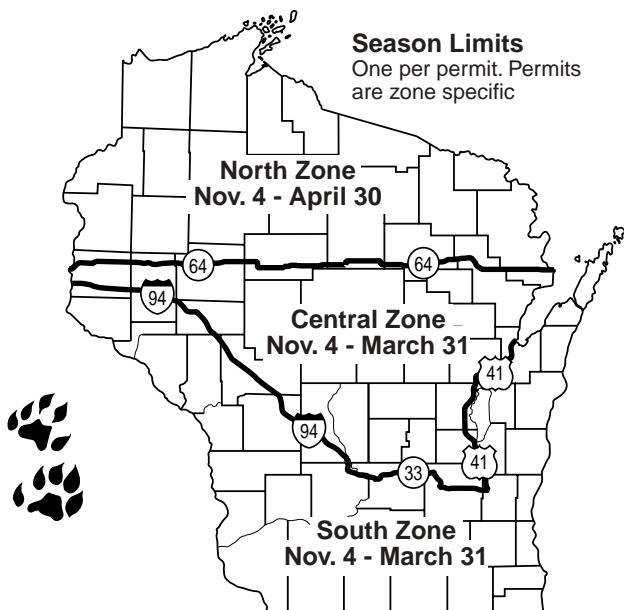 Season Limits
One per permit. Permits
are zone specific
North Zone
Nov. 4 - April 30
64
64
94
Central Zone
Nov. 4 - March 31
41
94
33
41
South Zone
Nov. 4 - March 31